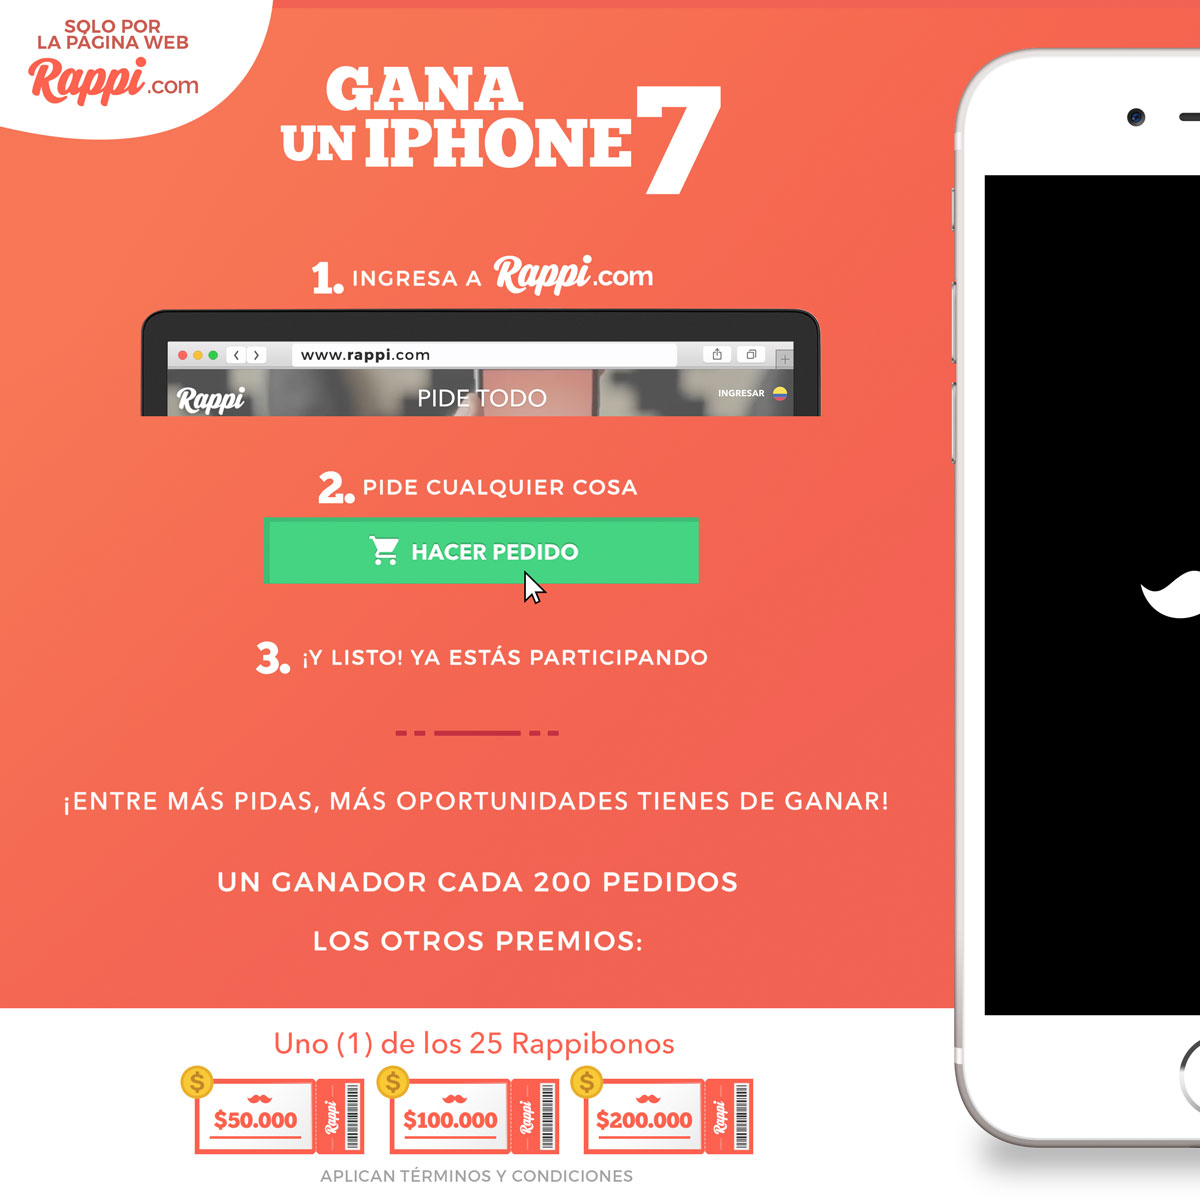 SOLO POR
LA PÁGINA WEB
Rappi.com
GANA
UN IPHONE 7
1. INGRESA A Rappi.com
www.rappi.com
Rappi PIDE TODO INGRESAR
2. PIDE CUALQUIER COSA
HACER PEDIDO
3. ¡Y LISTO! YA ESTÁS PARTICIPANDO
¡ENTRE MÁS PIDAS, MÁS OPORTUNIDADES TIENES DE GANAR!
UN GANADOR CADA 200 PEDIDOS
LOS OTROS PREMIOS:
Uno (1) de los 25 Rappibonos
$ $ $
$50.000 Rappi $100.000 Rappi $200.000 Rappi
APLICAN TÉRMINOS Y CONDICIONES